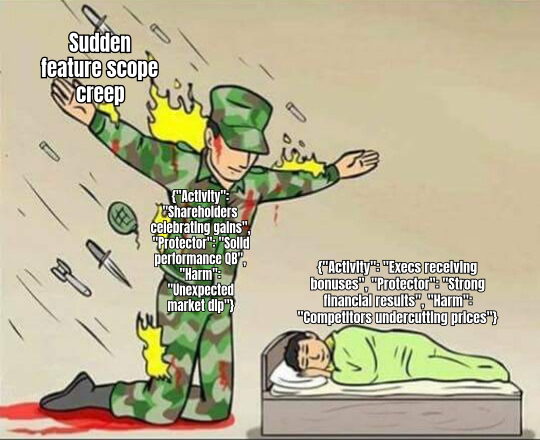 Sudden
feature scope
creep
{"Activity":
"Shareholders
celebrating gains",
"Protector": "Solid
performance QB",
"Harm":
"Unexpected
market dip"}
{"Activity": "Execs receiving
bonuses", "Protector": "Strong
financial results", "Harm":
"Competitors undercutting prices"}